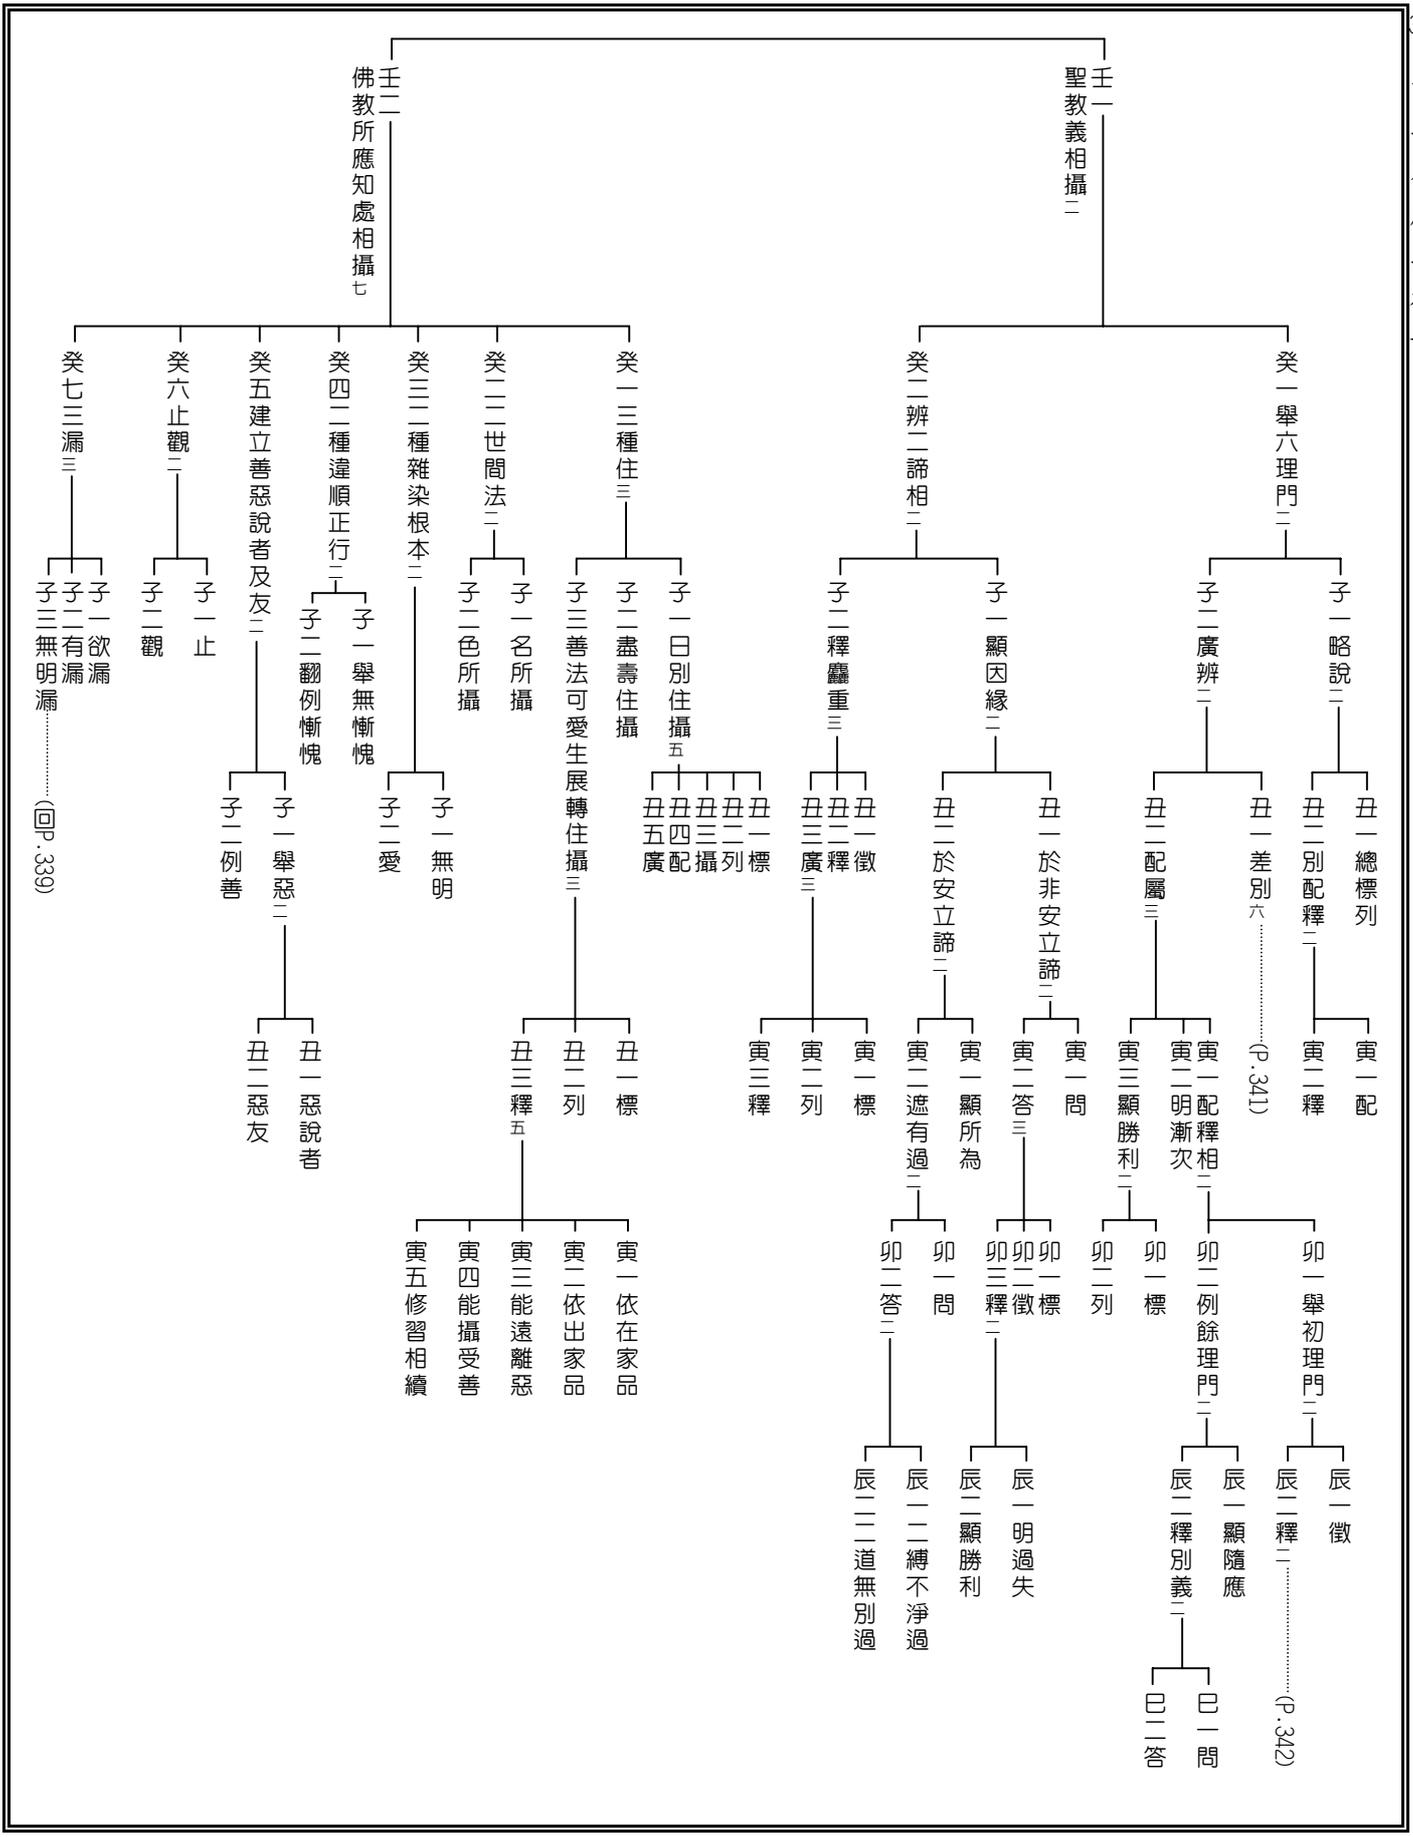 壬一
聖教義相攝二
癸一舉六理門二
子一略說二
丑一總標列
丑二別配釋二
寅一配
寅二釋
子二廣辨二
丑一差別六
(P.341)
丑二配屬三
寅一配釋相二
卯一舉初理門二
辰一徵
辰二釋二
(P.342)
卯二例餘理門二
辰一顯隨應
辰二釋別義二
巳一問
巳二答
寅二明漸次
寅三顯勝利二
卯一標
卯二列
癸二辨二諦相二
子一顯因緣二
丑一於非安立諦二
寅一問
寅二答三
卯一標
卯二徵
卯三釋二
辰一明過失
辰二顯勝利
丑二於安立諦二
寅一顯所為
寅二遮有過二
卯一問
卯二答二
辰一二縛不淨過
辰二二道無別過
子二釋麤重三
丑一徵
丑二釋
丑三廣三
寅一標
寅二列
寅三釋
壬二
佛教所應知處相攝七
癸一三種住三
子一日別住攝五
丑一標
丑二列
丑三攝
丑四配
丑五廣
子二盡壽住攝
子三善法可愛生展轉住攝三
丑一標
丑二列
丑三釋五
寅一依在家品
寅二依出家品
寅三能遠離惡
寅四能攝受善
寅五修習相續
癸二二世間法二
子一名所攝
子二色所攝
癸三二種雜染根本二
子一無明
子二愛
癸四二種違順正行二
子一舉無慚愧
子二翻例慚愧
癸五建立善惡說者及友二
子一舉惡二
丑一惡說者
丑二惡友
子二例善
癸六止觀二
子一止
子二觀
癸七三漏三
子一欲漏
子二有漏
子三無明漏
(回P.339)